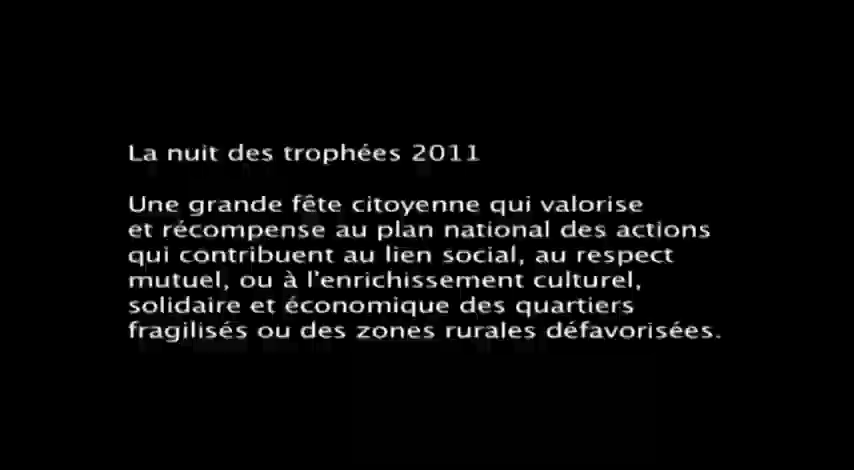 La nuit des trophées 2011
Une grande fête citoyenne qui valorise
et récompense au plan national des actions
qui contribuent au lien social, au respect
mutuel, ou à l'enrichissement culturel,
solidaire et économique des quartiers
fragilisés ou des zones rurales défavorisées.